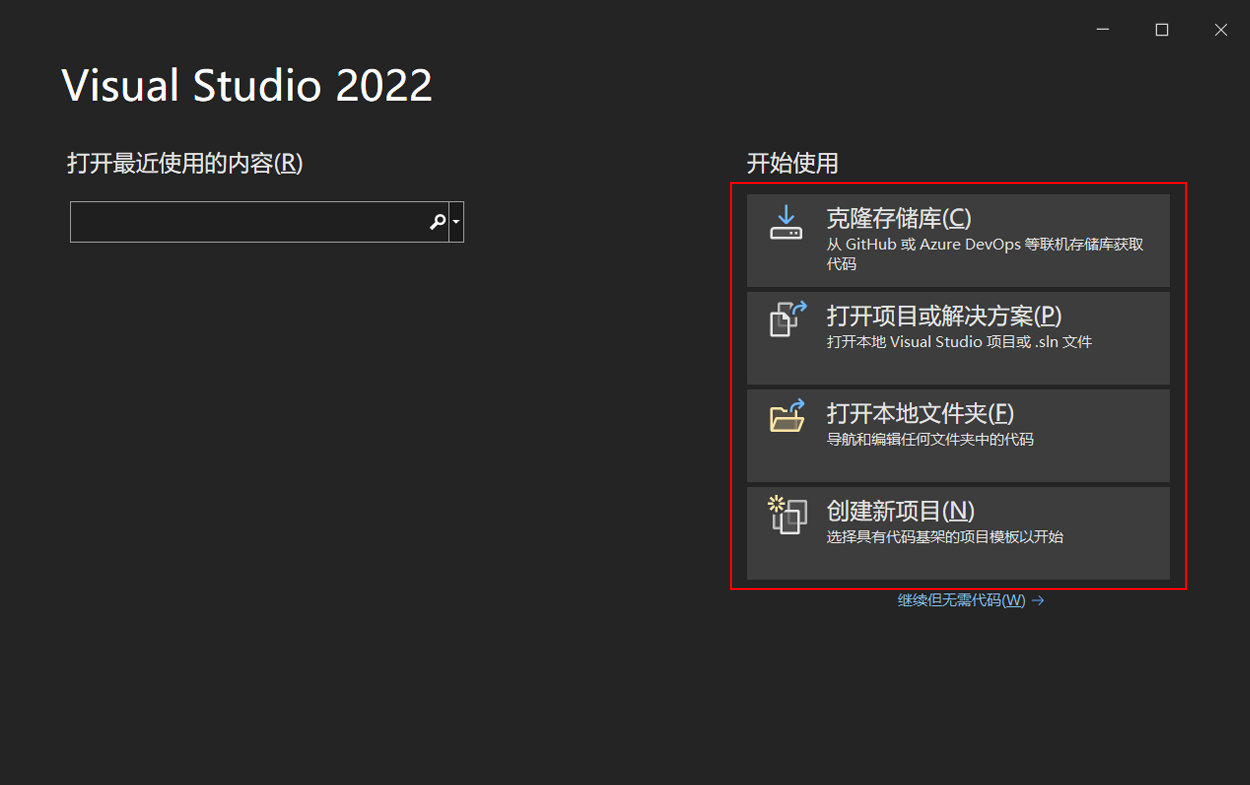 Visual Studio 2022
打开最近使用的内容(R)
开始使用
克隆存储库(C)
从 GitHub 或 Azure DevOps 等联机存储库获取
代码
打开项目或解决方案(P)
打开本地 Visual Studio 项目或 .sln 文件
打开本地文件夹(F)
导航和编辑任何文件夹中的代码
创建新项目(N)
选择具有代码基架的项目模板以开始
继续但无需代码(W) →